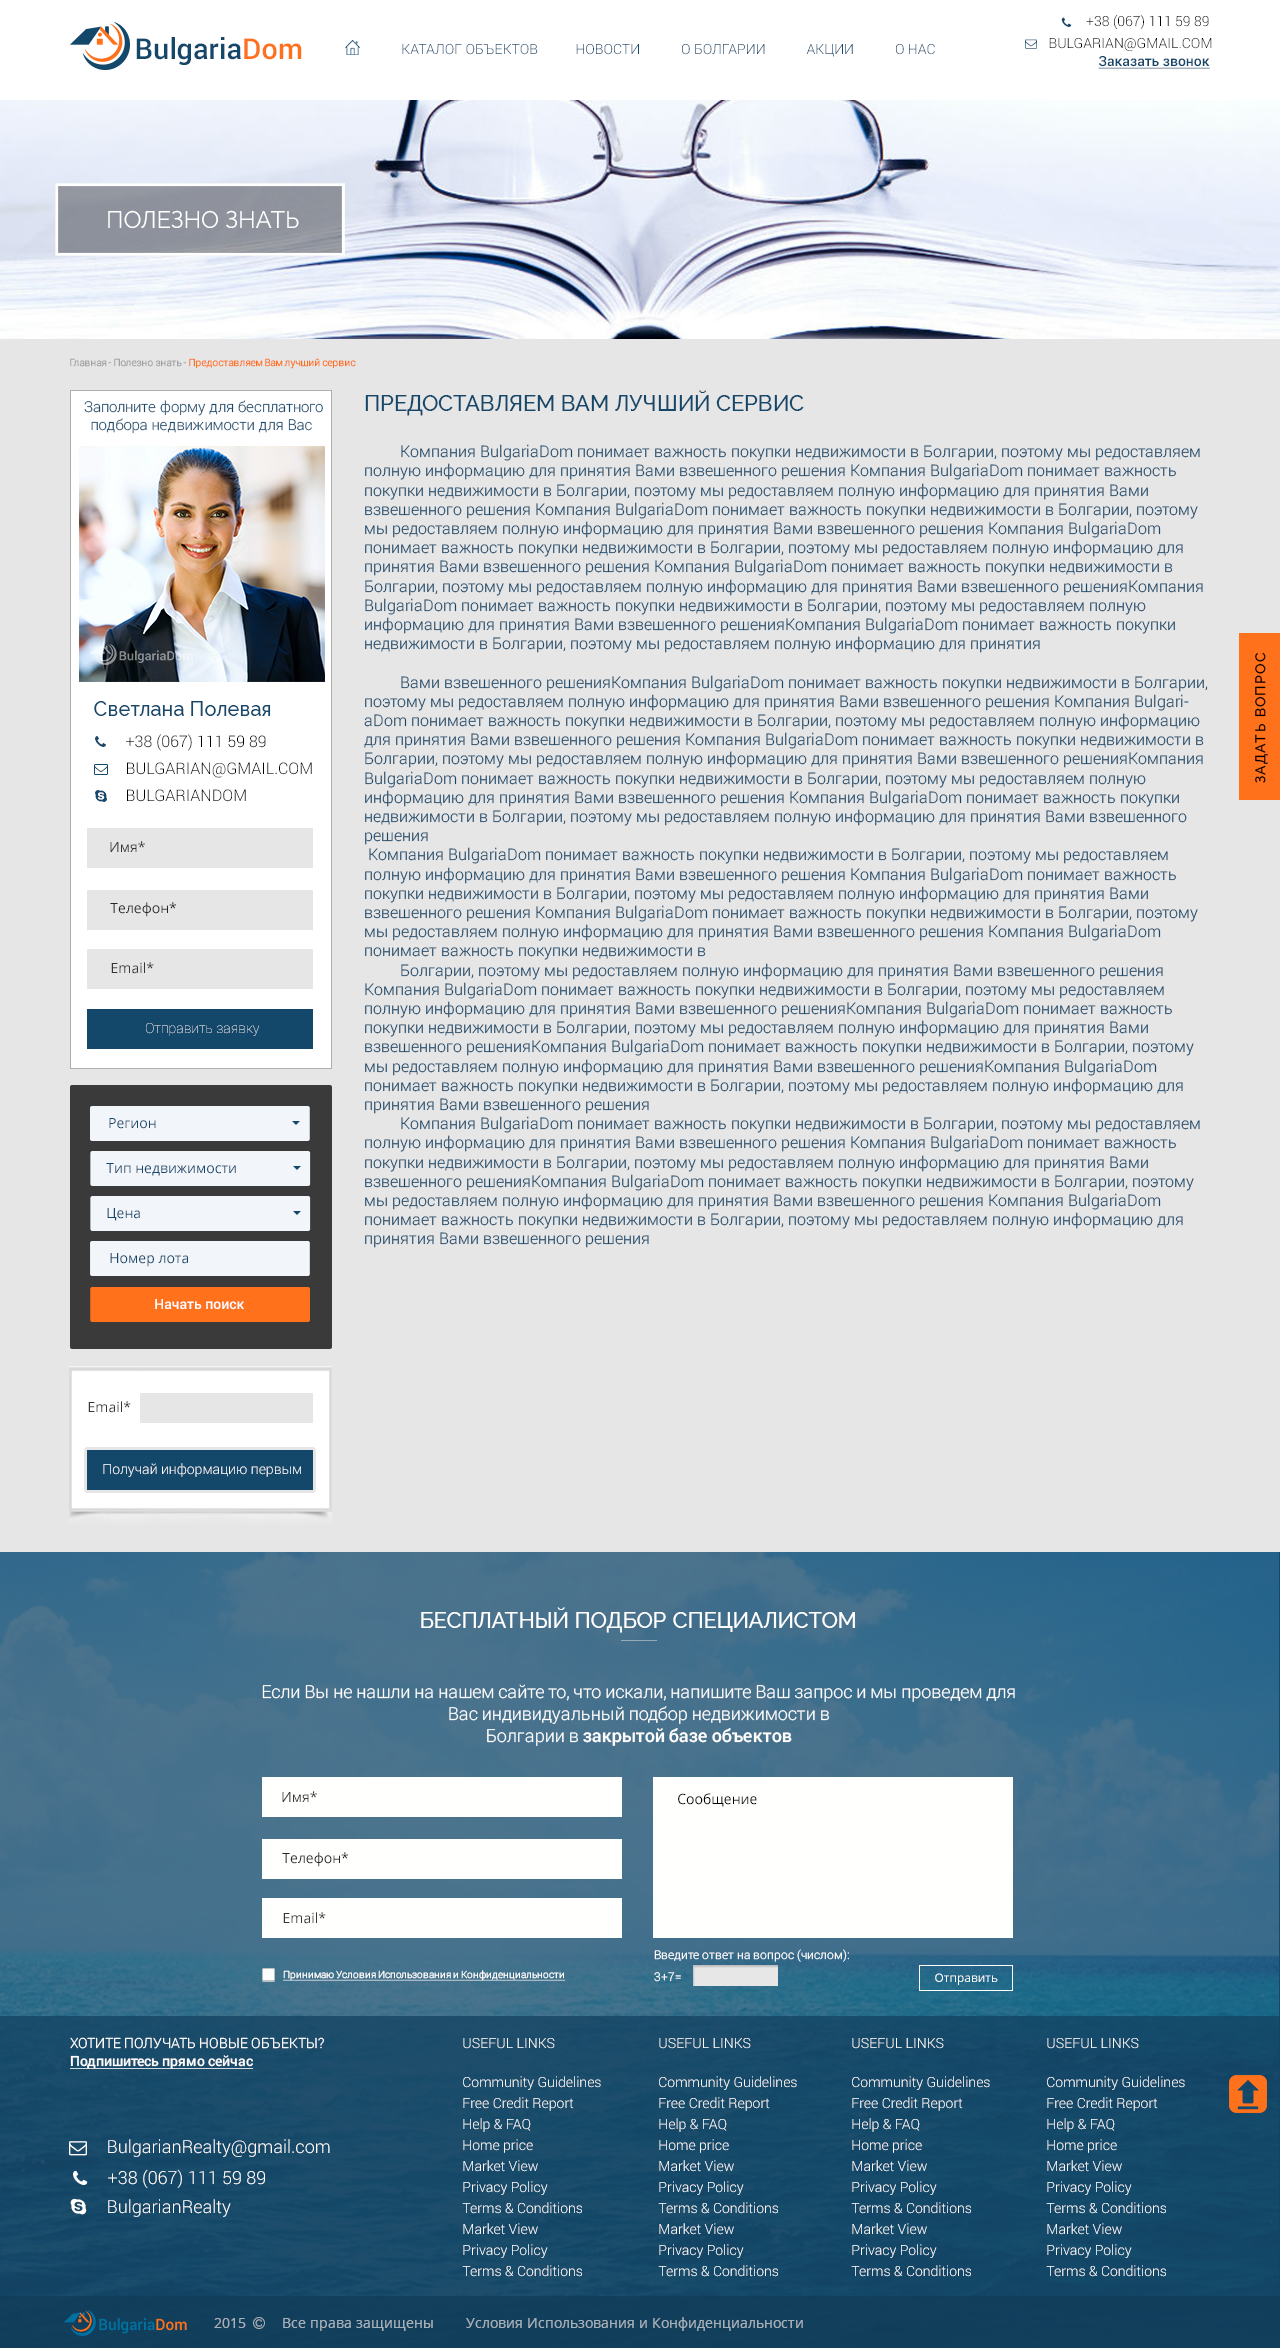 BulgariaDom
КАТАЛОГ ОБЪЕКТОВ
НОВОСТИ
О БОЛГАРИИ
АКЦИИ
О НАС
+38 (067) 111 59 89
BULGARIAN@GMAIL.COM
Заказать звонок
ПОЛЕЗНО ЗНАТЬ
Главная - Полезно знать - Предоставляем Вам лучший сервис
Заполните форму для бесплатного
подбора недвижимости для Вас
BulgariaDom
Светлана Полевая
+38 (067) 111 59 89
BULGARIAN@GMAIL.COM
BULGARIANDOM
Имя*
Телефон*
Email*
Отправить заявку
Регион
Тип недвижимости
Цена
Номер лота
Начать поиск
Email*
Получай информацию первым
ПРЕДОСТАВЛЯЕМ ВАМ ЛУЧШИЙ СЕРВИС
Компания BulgariaDom понимает важность покупки недвижимости в Болгарии, поэтому мы редоставляем
полную информацию для принятия Вами взвешенного решения Компания BulgariaDom понимает важность
покупки недвижимости в Болгарии, поэтому мы редоставляем полную информацию для принятия Вами
взвешенного решения Компания BulgariaDom понимает важность покупки недвижимости в Болгарии, поэтому
мы редоставляем полную информацию для принятия Вами взвешенного решения Компания BulgariaDom
понимает важность покупки недвижимости в Болгарии, поэтому мы редоставляем полную информацию для
принятия Вами взвешенного решения Компания BulgariaDom понимает важность покупки недвижимости в
Болгарии, поэтому мы редоставляем полную информацию для принятия Вами взвешенного решенияКомпания
BulgariaDom понимает важность покупки недвижимости в Болгарии, поэтому мы редоставляем полную
информацию для принятия Вами взвешенного решенияКомпания BulgariaDom понимает важность покупки
недвижимости в Болгарии, поэтому мы редоставляем полную информацию для принятия
Вами взвешенного решенияКомпания BulgariaDom понимает важность покупки недвижимости в Болгарии,
поэтому мы редоставляем полную информацию для принятия Вами взвешенного решения Компания Bulgari-
aDom понимает важность покупки недвижимости в Болгарии, поэтому мы редоставляем полную информацию
для принятия Вами взвешенного решения Компания BulgariaDom понимает важность покупки недвижимости в
Болгарии, поэтому мы редоставляем полную информацию для принятия Вами взвешенного решенияКомпания
BulgariaDom понимает важность покупки недвижимости в Болгарии, поэтому мы редоставляем полную
информацию для принятия Вами взвешенного решения Компания BulgariaDom понимает важность покупки
недвижимости в Болгарии, поэтому мы редоставляем полную информацию для принятия Вами взвешенного
решения
Компания BulgariaDom понимает важность покупки недвижимости в Болгарии, поэтому мы редоставляем
полную информацию для принятия Вами взвешенного решения Компания BulgariaDom понимает важность
покупки недвижимости в Болгарии, поэтому мы редоставляем полную информацию для принятия Вами
взвешенного решения Компания BulgariaDom понимает важность покупки недвижимости в Болгарии, поэтому
мы редоставляем полную информацию для принятия Вами взвешенного решения Компания BulgariaDom
понимает важность покупки недвижимости в
Болгарии, поэтому мы редоставляем полную информацию для принятия Вами взвешенного решения
Компания BulgariaDom понимает важность покупки недвижимости в Болгарии, поэтому мы редоставляем
полную информацию для принятия Вами взвешенного решенияКомпания BulgariaDom понимает важность
покупки недвижимости в Болгарии, поэтому мы редоставляем полную информацию для принятия Вами
взвешенного решенияКомпания BulgariaDom понимает важность покупки недвижимости в Болгарии, поэтому
мы редоставляем полную информацию для принятия Вами взвешенного решенияКомпания BulgariaDom
понимает важность покупки недвижимости в Болгарии, поэтому мы редоставляем полную информацию для
принятия Вами взвешенного решения
Компания BulgariaDom понимает важность покупки недвижимости в Болгарии, поэтому мы редоставляем
полную информацию для принятия Вами взвешенного решения Компания BulgariaDom понимает важность
покупки недвижимости в Болгарии, поэтому мы редоставляем полную информацию для принятия Вами
взвешенного решенияКомпания BulgariaDom понимает важность покупки недвижимости в Болгарии, поэтому
мы редоставляем полную информацию для принятия Вами взвешенного решения Компания BulgariaDom
понимает важность покупки недвижимости в Болгарии, поэтому мы редоставляем полную информацию для
принятия Вами взвешенного решения
ЗАДАТЬ ВОПРОС
БЕСПЛАТНЫЙ ПОДБОР СПЕЦИАЛИСТОМ
Если Вы не нашли на нашем сайте то, что искали, напишите Ваш запрос и мы проведем для
Вас индивидуальный подбор недвижимости в
Болгарии в закрытой базе объектов
Имя*
Телефон*
Email*
Принимаю Условия Использования и Конфиденциальности
Сообщение
Введите ответ на вопрос (числом):
3+7=
Отправить
ХОТИТЕ ПОЛУЧАТЬ НОВЫЕ ОБЪЕКТЫ?
Подпишитесь прямо сейчас
BulgarianRealty@gmail.com
+38 (067) 111 59 89
BulgarianRealty
USEFUL LINKS
Community Guidelines
Free Credit Report
Help & FAQ
Home price
Market View
Privacy Policy
Terms & Conditions
Market View
Privacy Policy
Terms & Conditions
USEFUL LINKS
Community Guidelines
Free Credit Report
Help & FAQ
Home price
Market View
Privacy Policy
Terms & Conditions
Market View
Privacy Policy
Terms & Conditions
USEFUL LINKS
Community Guidelines
Free Credit Report
Help & FAQ
Home price
Market View
Privacy Policy
Terms & Conditions
Market View
Privacy Policy
Terms & Conditions
USEFUL LINKS
Community Guidelines
Free Credit Report
Help & FAQ
Home price
Market View
Privacy Policy
Terms & Conditions
Market View
Privacy Policy
Terms & Conditions
BulgariaDom
2015 © Все права защищены
Условия Использования и Конфиденциальности